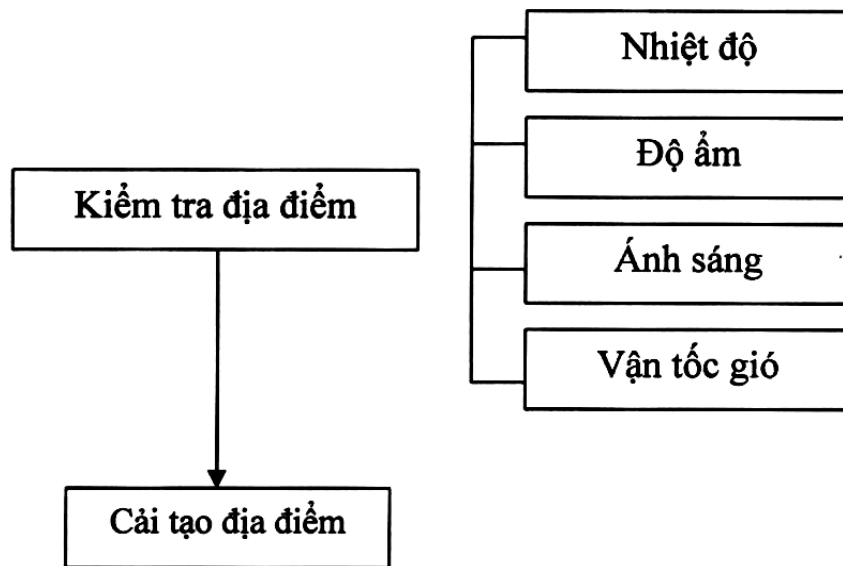 Nhiệt độ
Độ ẩm
Kiểm tra địa điểm
Ánh sáng
Vận tốc gió
Cải tạo địa điểm